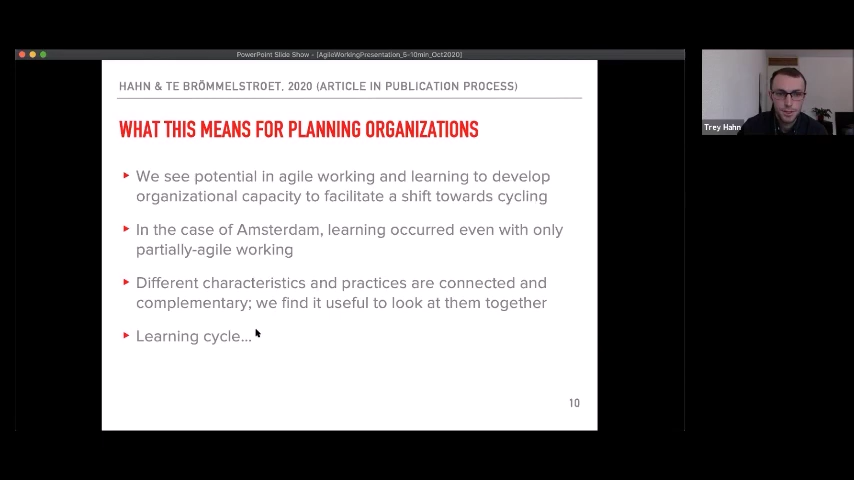 PowerPoint Slide Show - [AgileWorkingPresentation_5-10min_Oct2020]
HAHN & TE BRÖMMELSTROET, 2020 (ARTICLE IN PUBLICATION PROCESS)
WHAT THIS MEANS FOR PLANNING ORGANIZATIONS
We see potential in agile working and learning to develop
organizational capacity to facilitate a shift towards cycling
In the case of Amsterdam, learning occurred even with only
partially-agile working
Different characteristics and practices are connected and
complementary; we find it useful to look at them together
Learning cycle...
10
Trey Hahn